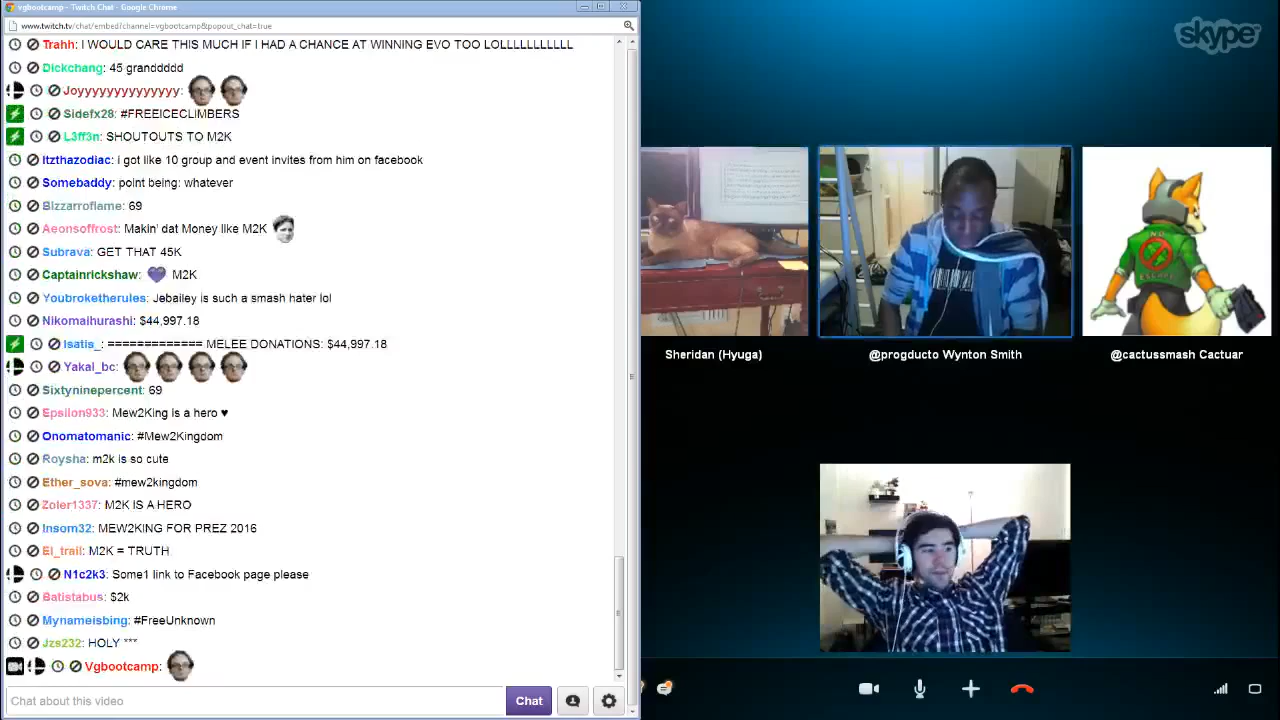 vgbootcamp - Twitch Chat - Google Chrome
www.twitch.tv/chat/embed?channel=vgbootcamp&popout_chat=true
Trahh: I WOULD CARE THIS MUCH IF I HAD A CHANCE AT WINNING EVO TOO LOLLLLLLLLLL
Dickchang: 45 granddddd
Joyyyyyyyyyyyyyy:
Sidefx28: #FREEICECLIMBERS
L3ff3n: SHOUTOUTS TO M2K
Itzthazodiac: i got like 10 group and event invites from him on facebook
Somebaddy: point being: whatever
Bizzarroflame: 69
Aeonsoffrost: Makin' dat Money like M2K
Subrava: GET THAT 45K
Captainrickshaw: M2K
Youbroketherules: Jebailey is such a smash hater lol
Nikomaihurashi: $44,997.18
Isatis_: ============= MELEE DONATIONS: $44,997.18
Yakal_bc:
Sixtyninepercent: 69
Epsilon933: Mew2King is a hero ♥
Onomatomanic: #Mew2Kingdom
Roysha: m2k is so cute
Ether_sova: #mew2kingdom
Zoler1337: M2K IS A HERO
Insom32: MEW2KING FOR PREZ 2016
El_trail: M2K = TRUTH
N1c2k3: Some1 link to Facebook page please
Batistabus: $2k
Mynameisbing: #FreeUnknown
Jzs232: HOLY ***
Vgbootcamp:
Chat about this video
Chat
skype
NO
ESCAPE
Sheridan (Hyuga)
@progducto Wynton Smith
@cactussmash Cactuar